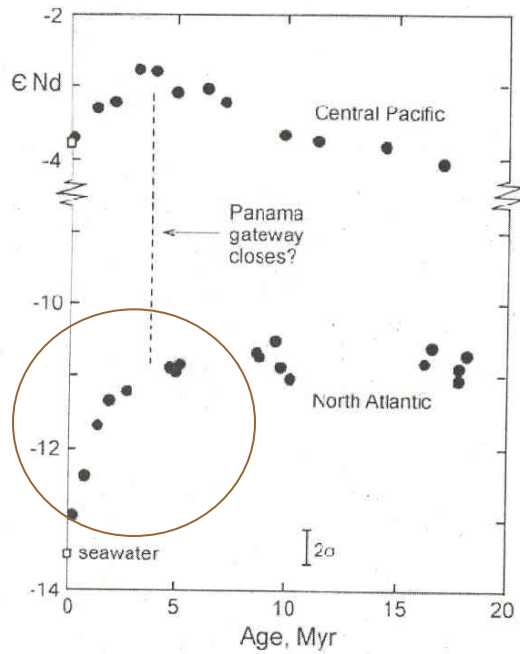 -2
Є Nd
Central Pacific
-4
Panama
gateway
closes?
-10
North Atlantic
-12
seawater
2σ
-14
0 5 10 15 20
Age, Myr